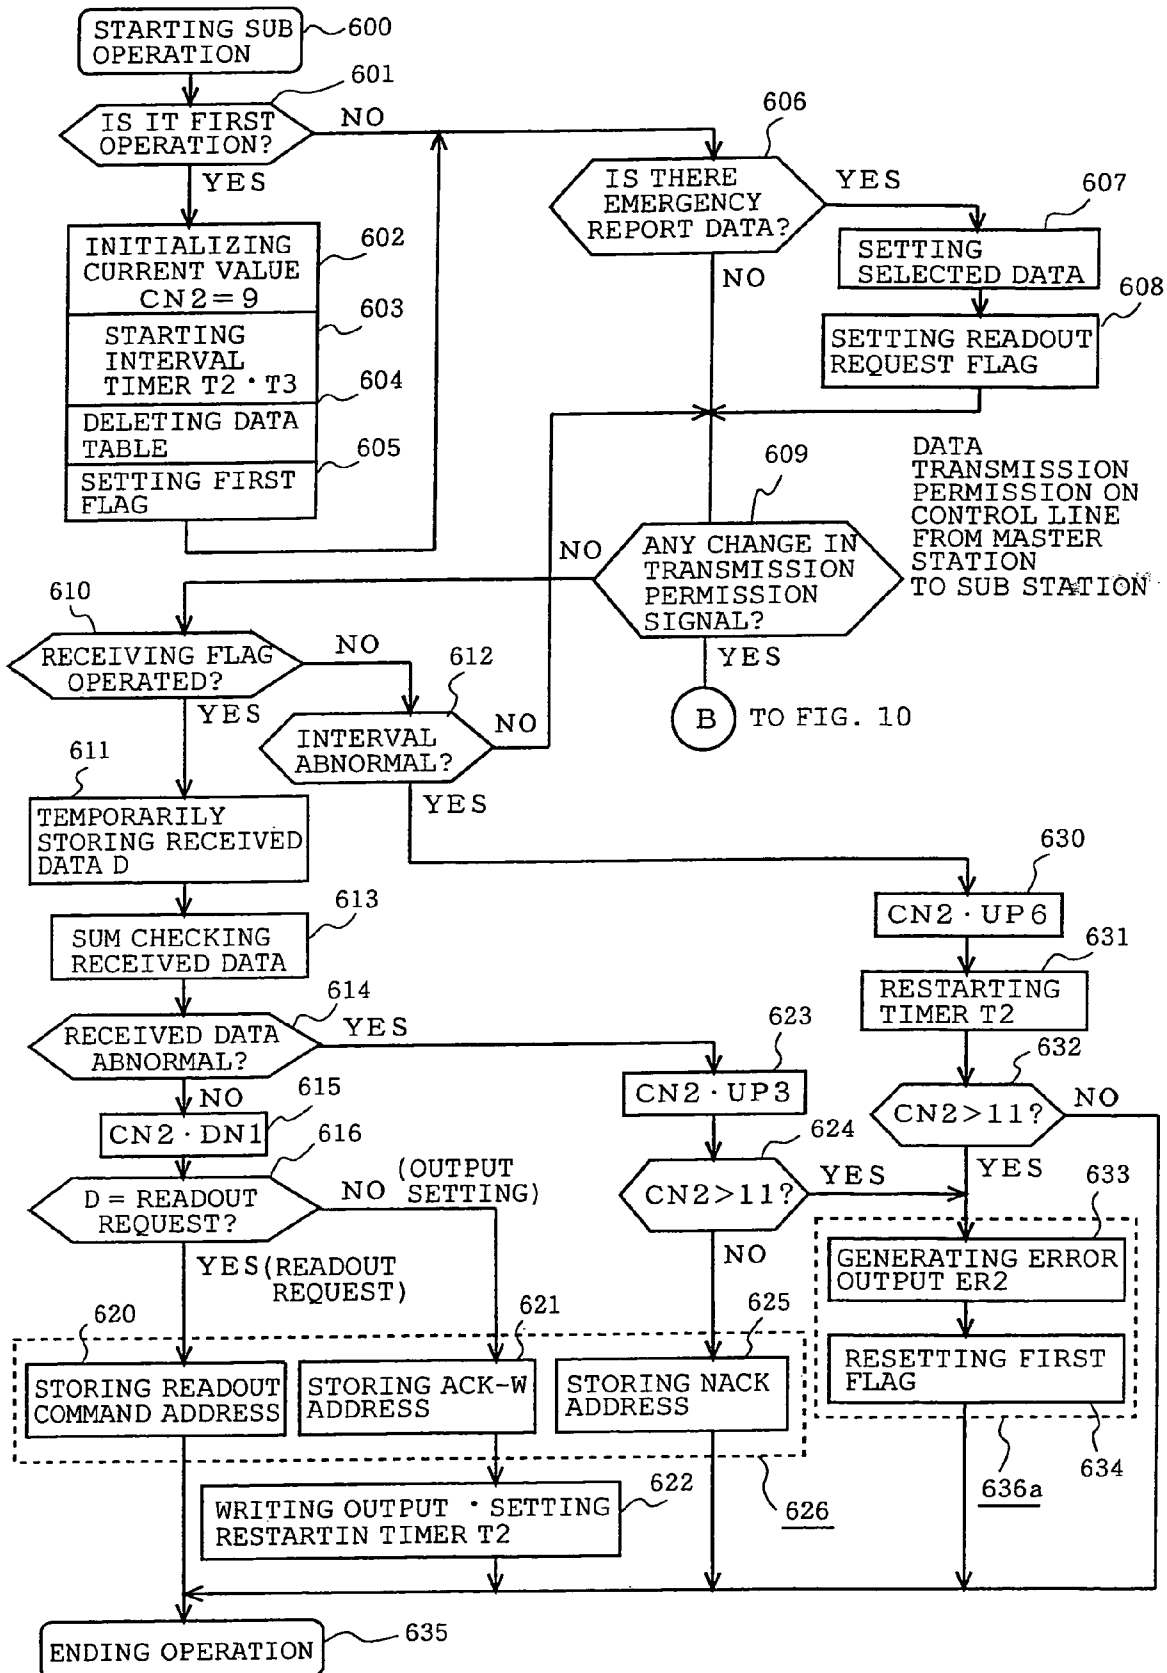 STARTING SUB
OPERATION
600
601
IS IT FIRST
OPERATION?
NO
YES
INITIALIZING
CURRENT VALUE
CN2=9
602
STARTING
INTERVAL
TIMER T2・T3
603
604
DELETING DATA
TABLE
605
SETTING FIRST
FLAG
606
IS THERE
EMERGENCY
REPORT DATA?
YES
NO
607
SETTING
SELECTED DATA
608
SETTING READOUT
REQUEST FLAG
609
ANY CHANGE IN
TRANSMISSION
PERMISSION
SIGNAL?
NO
YES
DATA
TRANSMISSION
PERMISSION ON
CONTROL LINE
FROM MASTER
STATION
TO SUB STATION
B
TO FIG. 10
610
RECEIVING FLAG
OPERATED?
NO
YES
612
INTERVAL
ABNORMAL?
NO
YES
611
TEMPORARILY
STORING RECEIVED
DATA D
613
SUM CHECKING
RECEIVED DATA
614
RECEIVED DATA
ABNORMAL?
YES
NO
615
CN2・DN1
616
D = READOUT
REQUEST?
NO (OUTPUT
SETTING)
YES (READOUT
REQUEST)
623
CN2・UP3
624
CN2>11?
YES
NO
630
CN2・UP6
631
RESTARTING
TIMER T2
632
CN2>11?
NO
YES
633
GENERATING ERROR
OUTPUT ER2
RESETTING FIRST
FLAG
634
636a
620
STORING READOUT
COMMAND ADDRESS
621
STORING ACK-W
ADDRESS
625
STORING NACK
ADDRESS
626
622
WRITING OUTPUT ・ SETTING
RESTARTIN TIMER T2
ENDING OPERATION
635